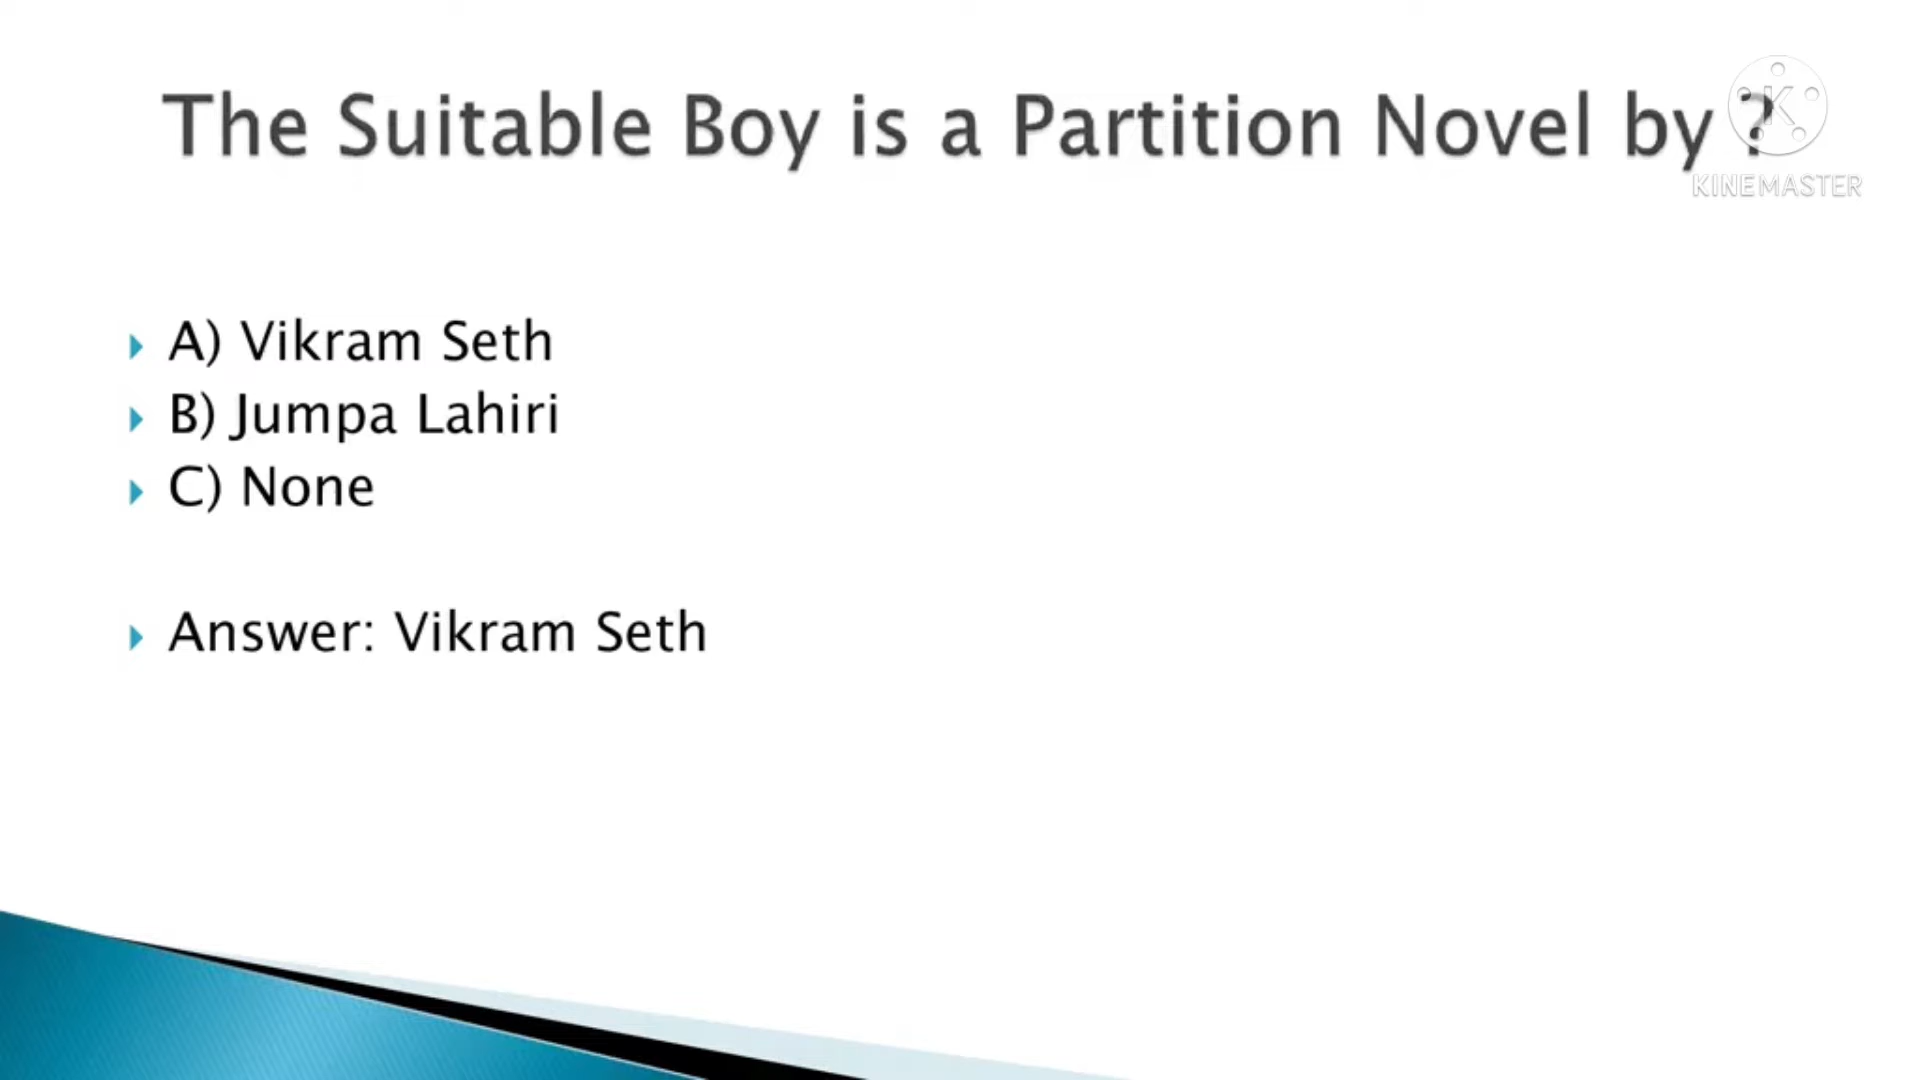 The Suitable Boy is a Partition Novel by ?
KINEMASTER
A) Vikram Seth
B) Jumpa Lahiri
C) None
Answer: Vikram Seth